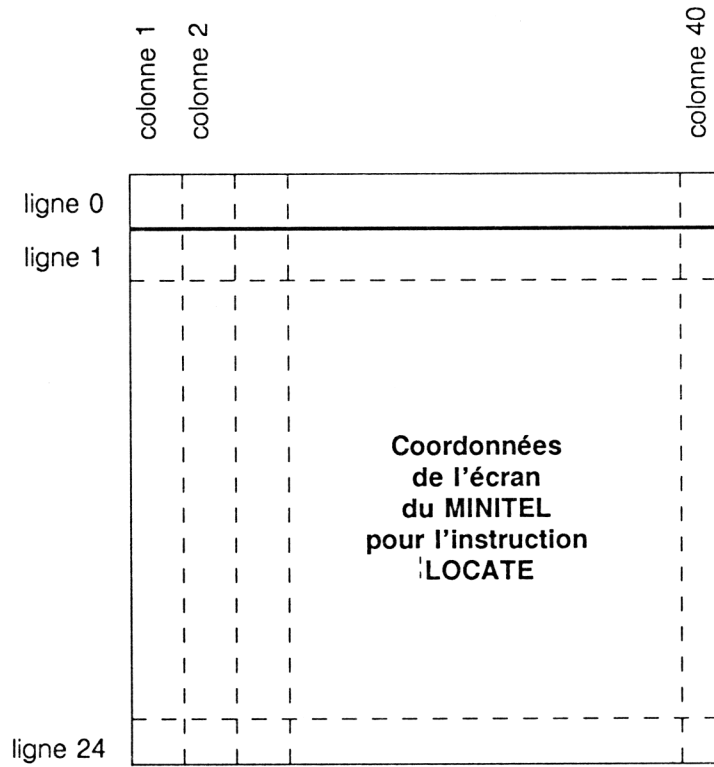 colonne 1
colonne 2
colonne 40
ligne 0
ligne 1
Coordonnées
de l'écran
du MINITEL
pour l'instruction
LOCATE
ligne 24